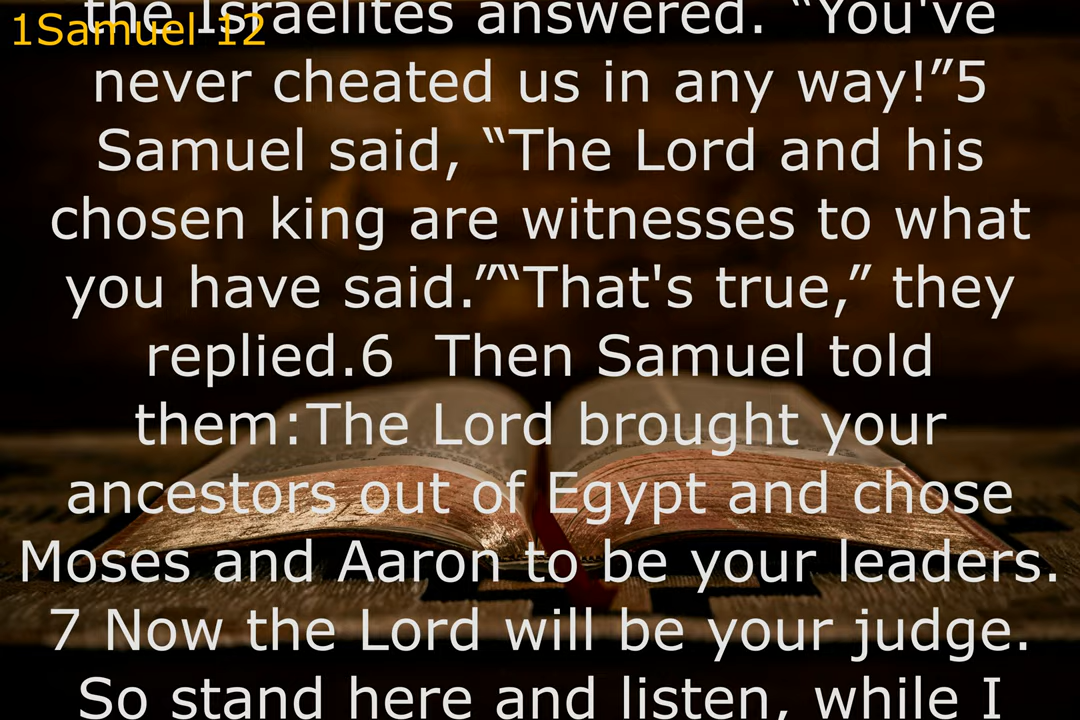 1Samuel 12
the Israelites answered. “You've
never cheated us in any way!”5
Samuel said, “The Lord and his
chosen king are witnesses to what
you have said.”“That's true,” they
replied.6  Then Samuel told
them:The Lord brought your
ancestors out of Egypt and chose
Moses and Aaron to be your leaders.
7 Now the Lord will be your judge.
So stand here and listen, while I